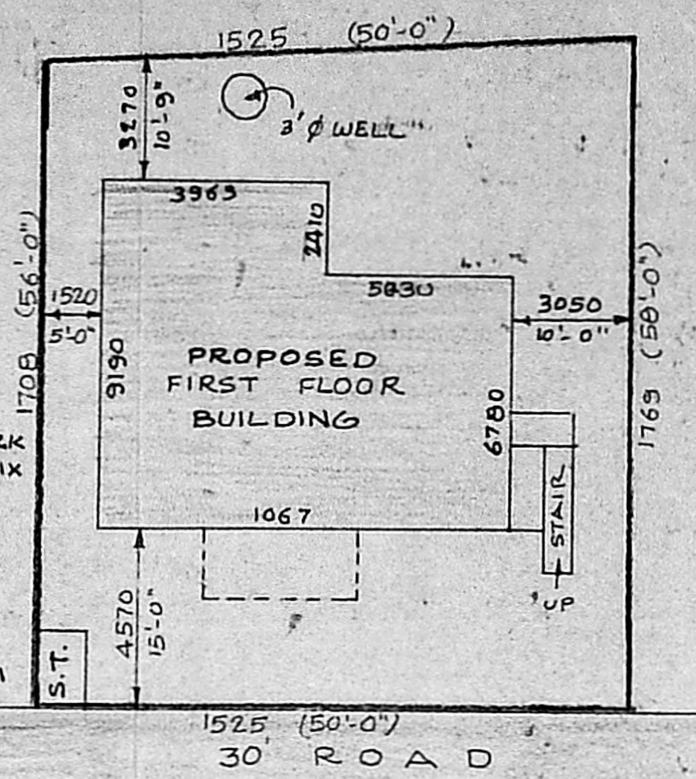 1525 (50'-0")
3270
10'-9"
3' Ø WELL
3963
2410
5830
1520
5'-0"
3050
10'-0"
1708 (56'-0")
9190
PROPOSED
FIRST FLOOR
BUILDING
6780
1769 (58'-0")
1067
STAIR
UP
4570
15'-0"
S.T.
1525 (50'-0")
30' ROAD